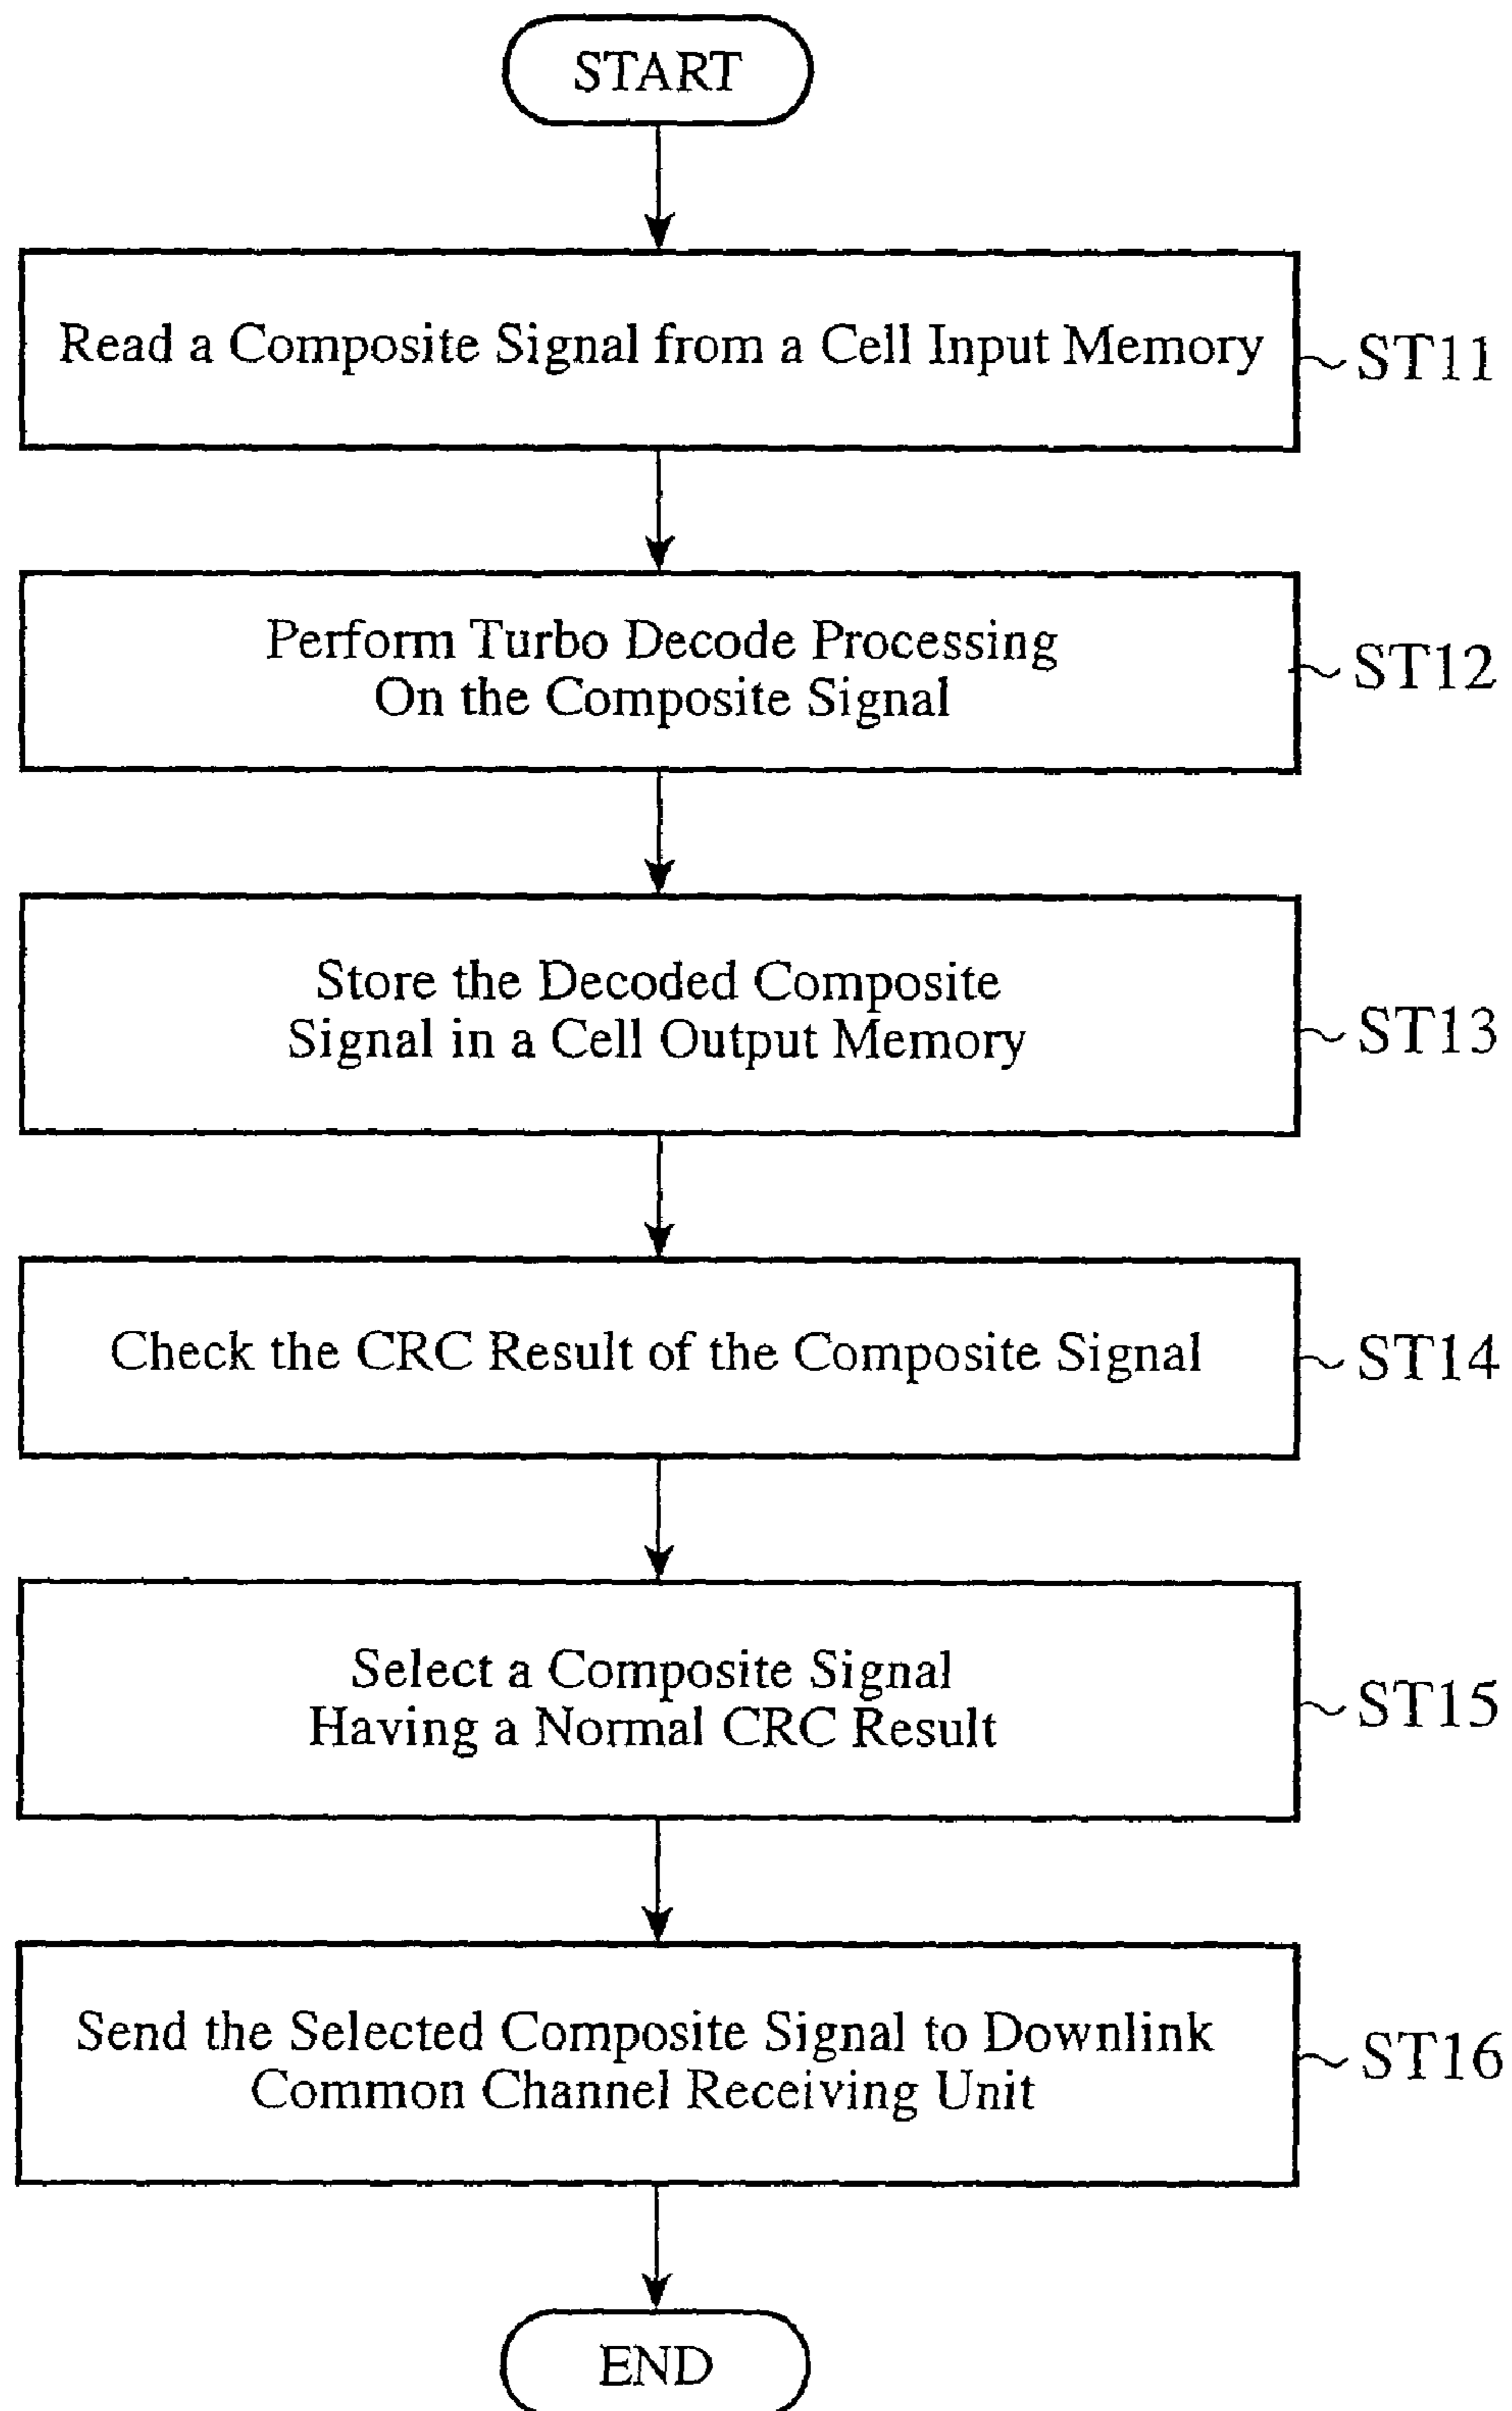 START
Read a Composite Signal from a Cell Input Memory
ST11
Perform Turbo Decode Processing
On the Composite Signal
ST12
Store the Decoded Composite
Signal in a Cell Output Memory
ST13
Check the CRC Result of the Composite Signal
ST14
Select a Composite Signal
Having a Normal CRC Result
ST15
Send the Selected Composite Signal to Downlink
Common Channel Receiving Unit
ST16
END